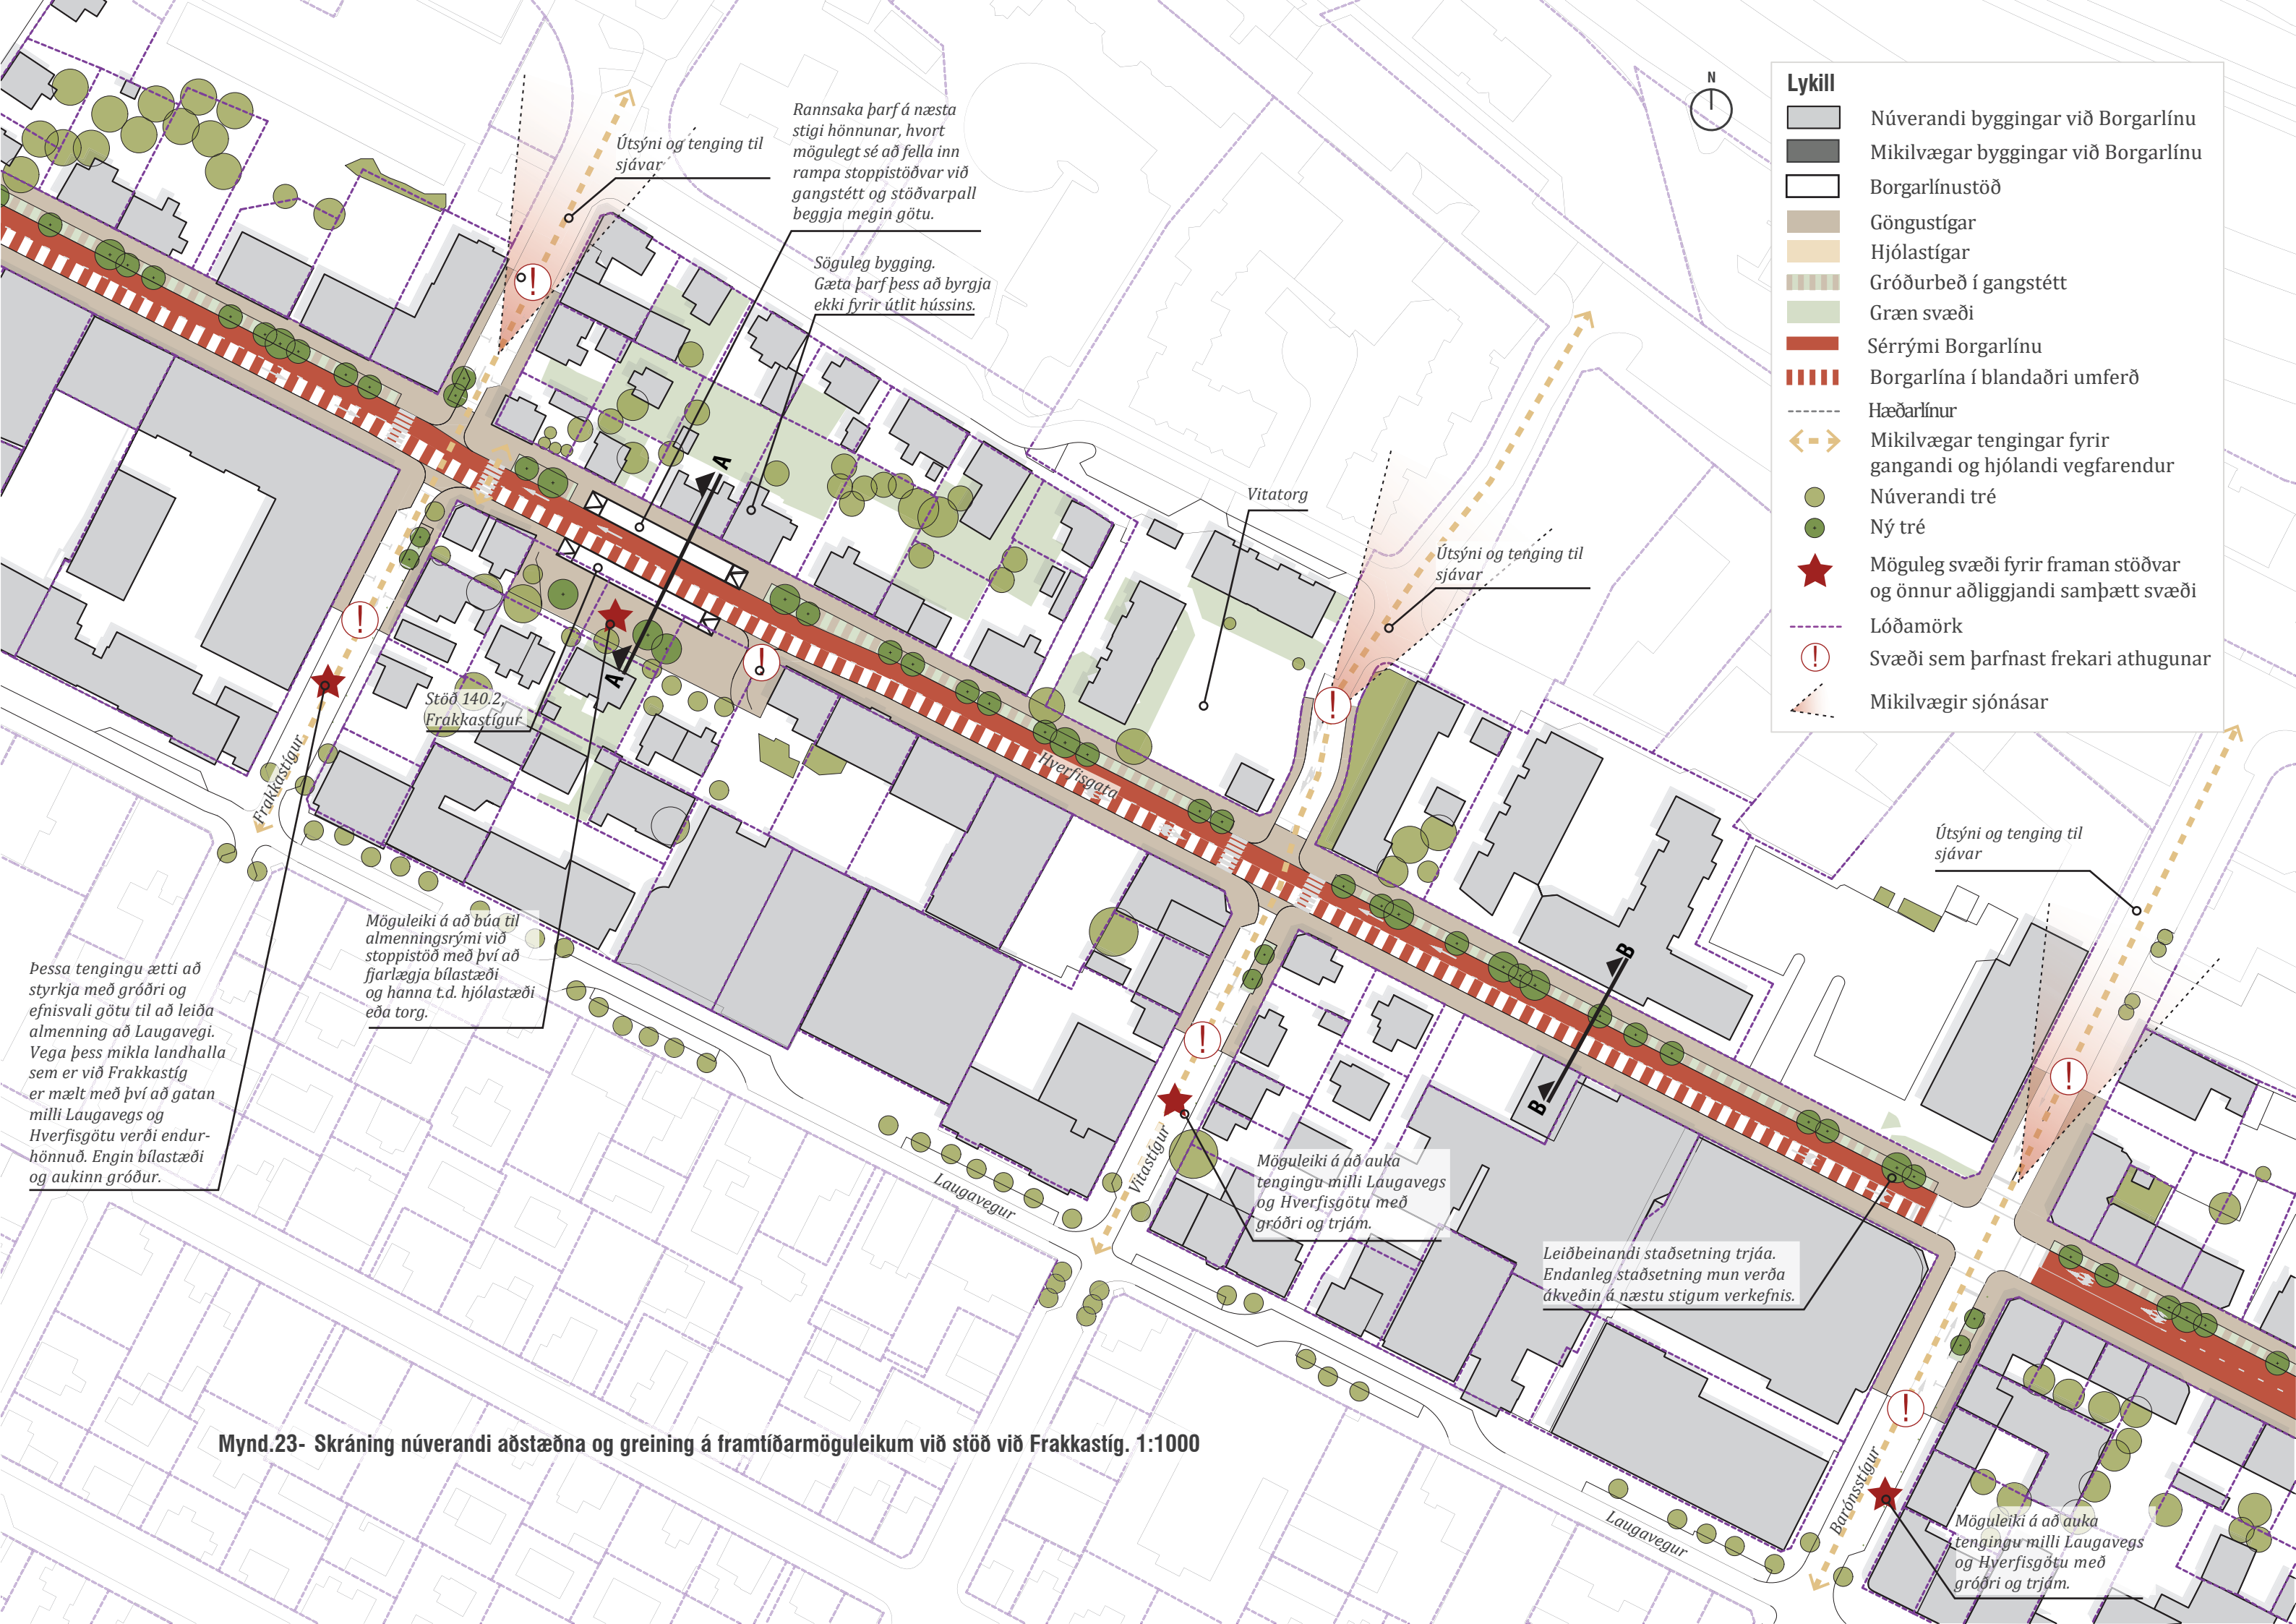 N
Lykill
Núverandi byggingar við Borgarlínu
Mikilvægar byggingar við Borgarlínu
Borgarlínustöð
Göngustígar
Hjólastígar
Gróðurbeð í gangstétt
Græn svæði
Sérrými Borgarlínu
Borgarlína í blandaðri umferð
Hæðarlínur
Mikilvægar tengingar fyrir
gangandi og hjólandi vegfarendur
Núverandi tré
Ný tré
Möguleg svæði fyrir framan stöðvar
og önnur aðliggjandi samþætt svæði
Lóðamörk
Svæði sem þarfnast frekari athugunar
Mikilvægir sjónásar
Útsýni og tenging til
sjávar
Rannsaka þarf á næsta
stigi hönnunar, hvort
mögulegt sé að fella inn
rampa stoppistöðvar við
gangstétt og stöðvarpall
beggja megin götu.
Söguleg bygging.
Gæta þarf þess að byrgja
ekki fyrir útlit hússins.
A
A
Vitatorg
Útsýni og tenging til
sjávar
Stöð 140.2,
Frakkastígur
Frakkastígur
Hverfisgata
Útsýni og tenging til
sjávar
Möguleiki á að búa til
almenningsrými við
stoppistöð með því að
fjarlægja bílastæði
og hanna t.d. hjólastæði
eða torg.
Þessa tengingu ætti að
styrkja með gróðri og
efnisvali götu til að leiða
almenning að Laugavegi.
Vega þess mikla landhalla
sem er við Frakkastíg
er mælt með því að gatan
milli Laugavegs og
Hverfisgötu verði endur-
hönnuð. Engin bílastæði
og aukinn gróður.
B
B
Laugavegur
Vitastígur
Möguleiki á að auka
tengingu milli Laugavegs
og Hverfisgötu með
gróðri og trjám.
Leiðbeinandi staðsetning trjáa.
Endanleg staðsetning mun verða
ákveðin á næstu stigum verkefnis.
Laugavegur
Barónsstígur
Möguleiki á að auka
tengingu milli Laugavegs
og Hverfisgötu með
gróðri og trjám.
Mynd.23- Skráning núverandi aðstæðna og greining á framtíðarmöguleikum við stöð við Frakkastíg. 1:1000